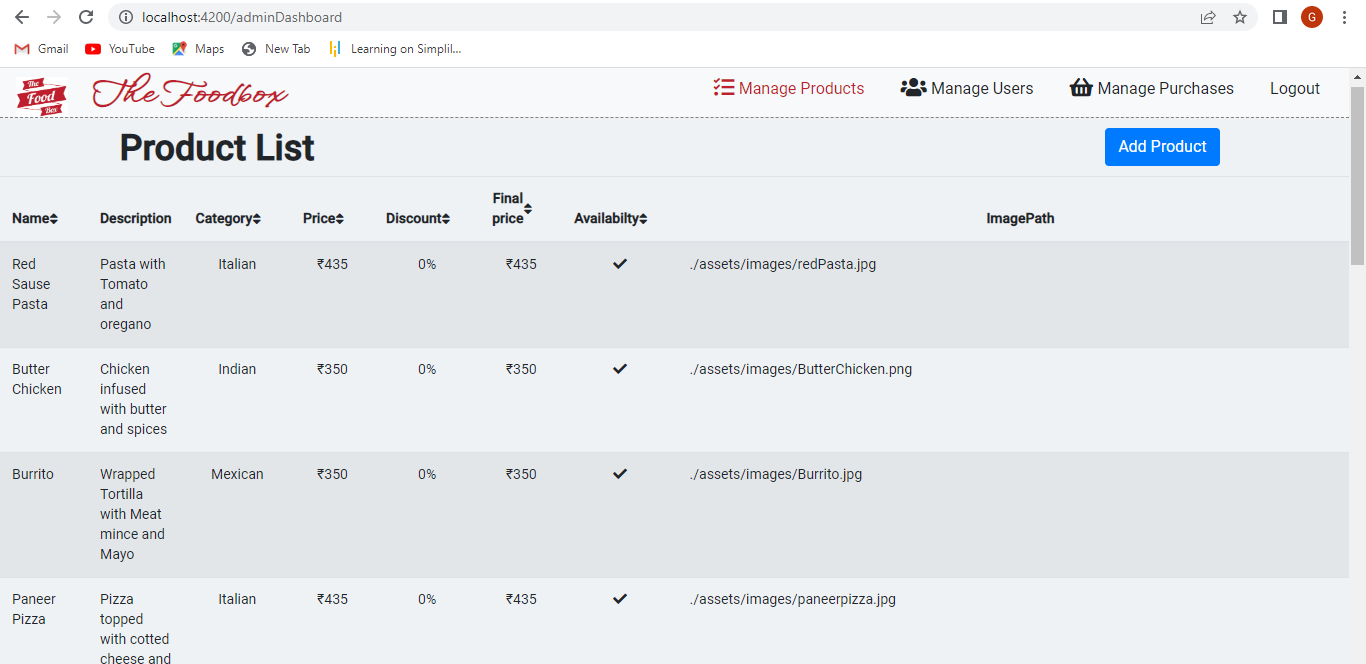 localhost:4200/adminDashboard
G
Gmail YouTube Maps New Tab Learning on Simplil...
The Food Box The Foodbox Manage Products Manage Users Manage Purchases Logout
Product List Add Product
Name Description Category Price Discount Final price Availabilty ImagePath
Red Pasta with Italian ₹435 0% ₹435 ./assets/images/redPasta.jpg
Sause Tomato
Pasta and
oregano
Butter Chicken Indian ₹350 0% ₹350 ./assets/images/ButterChicken.png
Chicken infused
with butter
and spices
Burrito Wrapped Mexican ₹350 0% ₹350 ./assets/images/Burrito.jpg
Tortilla
with Meat
mince and
Mayo
Paneer Pizza Italian ₹435 0% ₹435 ./assets/images/paneerpizza.jpg
Pizza topped
with cotted
cheese and